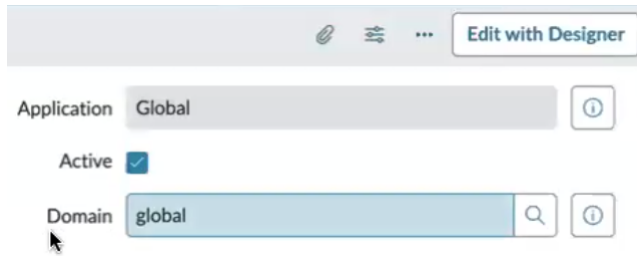 Edit with Designer
Application Global
Active
Domain global